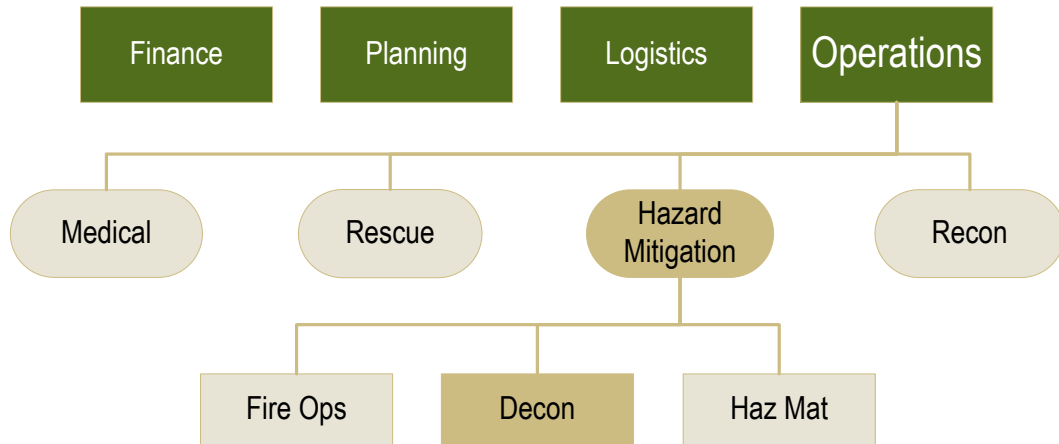 Finance
Planning
Logistics
Operations
Medical
Rescue
Hazard
Mitigation
Recon
Fire Ops
Decon
Haz Mat